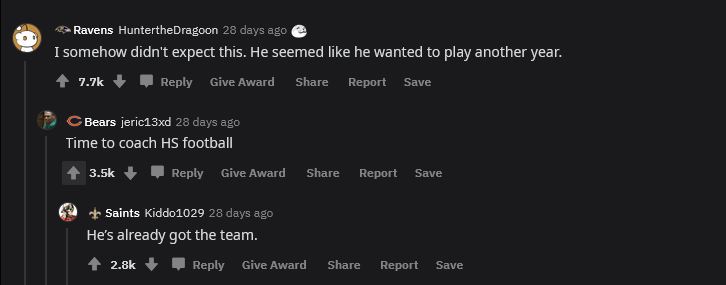 Ravens HuntertheDragoon 28 days ago
I somehow didn't expect this. He seemed like he wanted to play another year.
7.7k Reply Give Award Share Report Save
Bears jeric13xd 28 days ago
Time to coach HS football
3.5k Reply Give Award Share Report Save
Saints Kiddo1029 28 days ago
He’s already got the team.
2.8k Reply Give Award Share Report Save